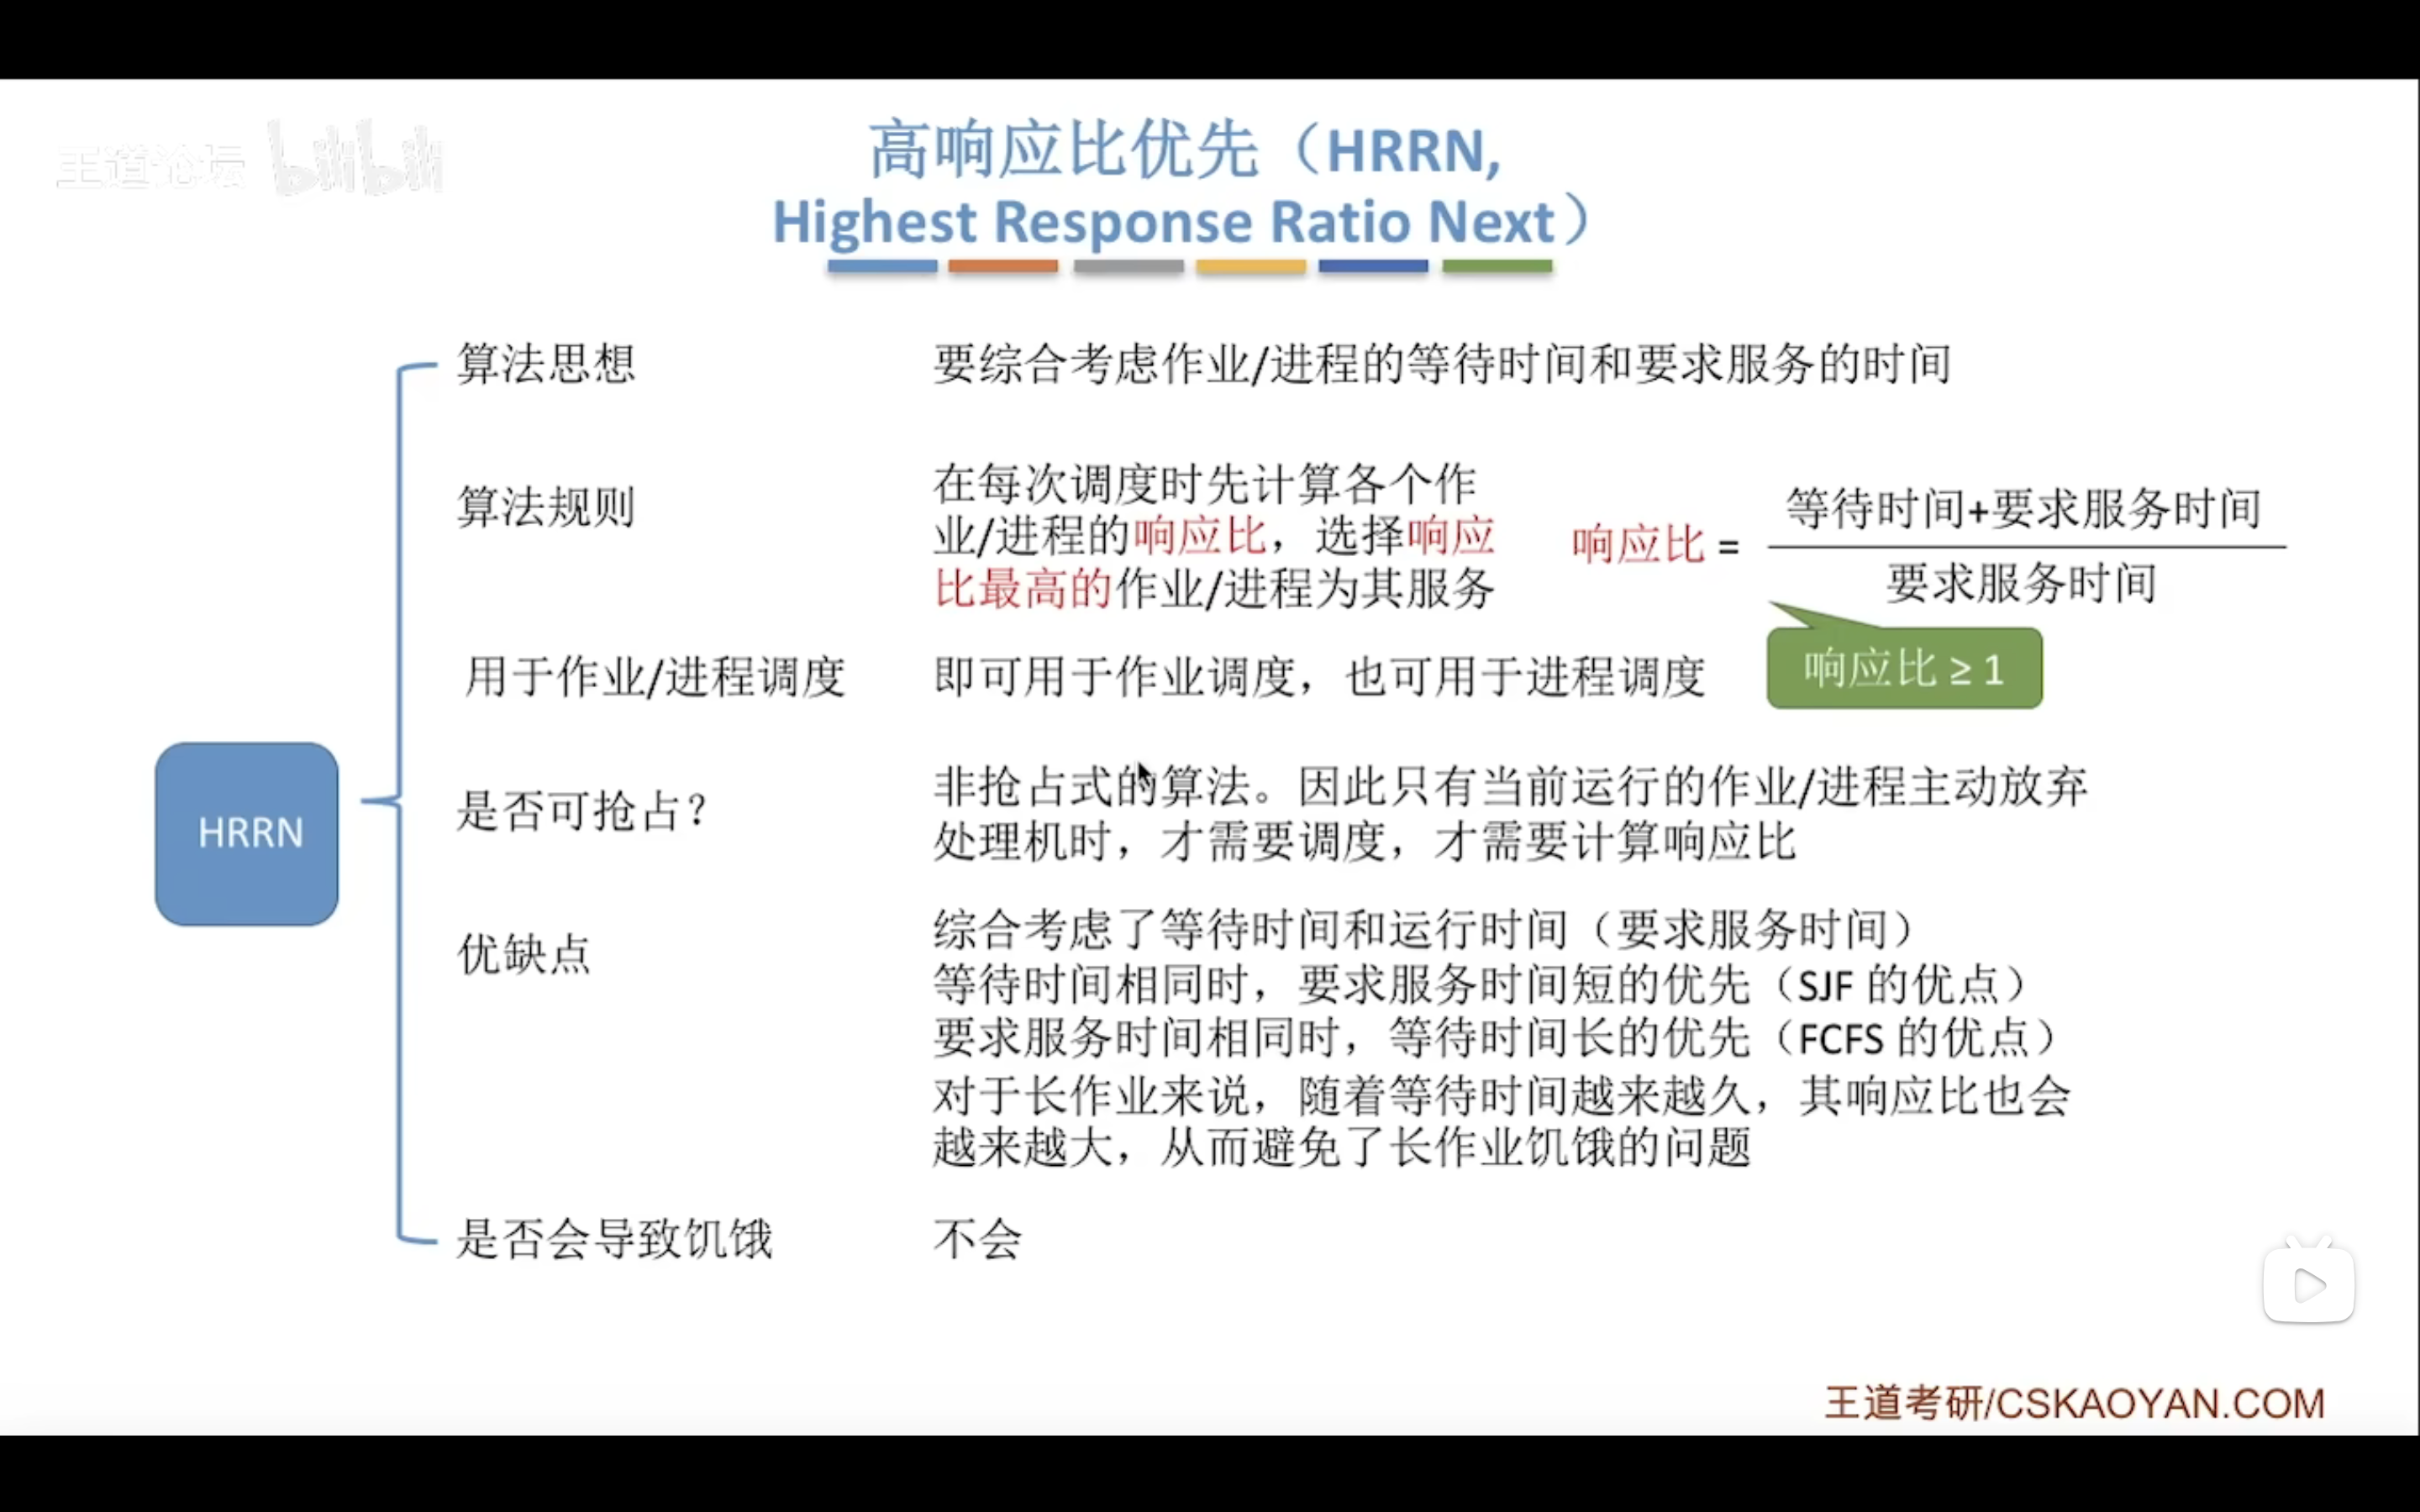 王道论坛 bilibili
高响应比优先（HRRN,
Highest Response Ratio Next）
算法思想
要综合考虑作业/进程的等待时间和要求服务的时间
算法规则
在每次调度时先计算各个作
业/进程的响应比，选择响应
比最高的作业/进程为其服务
响应比 =
等待时间+要求服务时间
要求服务时间
响应比 ≥ 1
用于作业/进程调度
即可用于作业调度，也可用于进程调度
HRRN
是否可抢占？
非抢占式的算法。因此只有当前运行的作业/进程主动放弃
处理机时，才需要调度，才需要计算响应比
优缺点
综合考虑了等待时间和运行时间（要求服务时间）
等待时间相同时，要求服务时间短的优先（SJF 的优点）
要求服务时间相同时，等待时间长的优先（FCFS 的优点）
对于长作业来说，随着等待时间越来越久，其响应比也会
越来越大，从而避免了长作业饥饿的问题
是否会导致饥饿
不会
王道考研/CSKAOYAN.COM